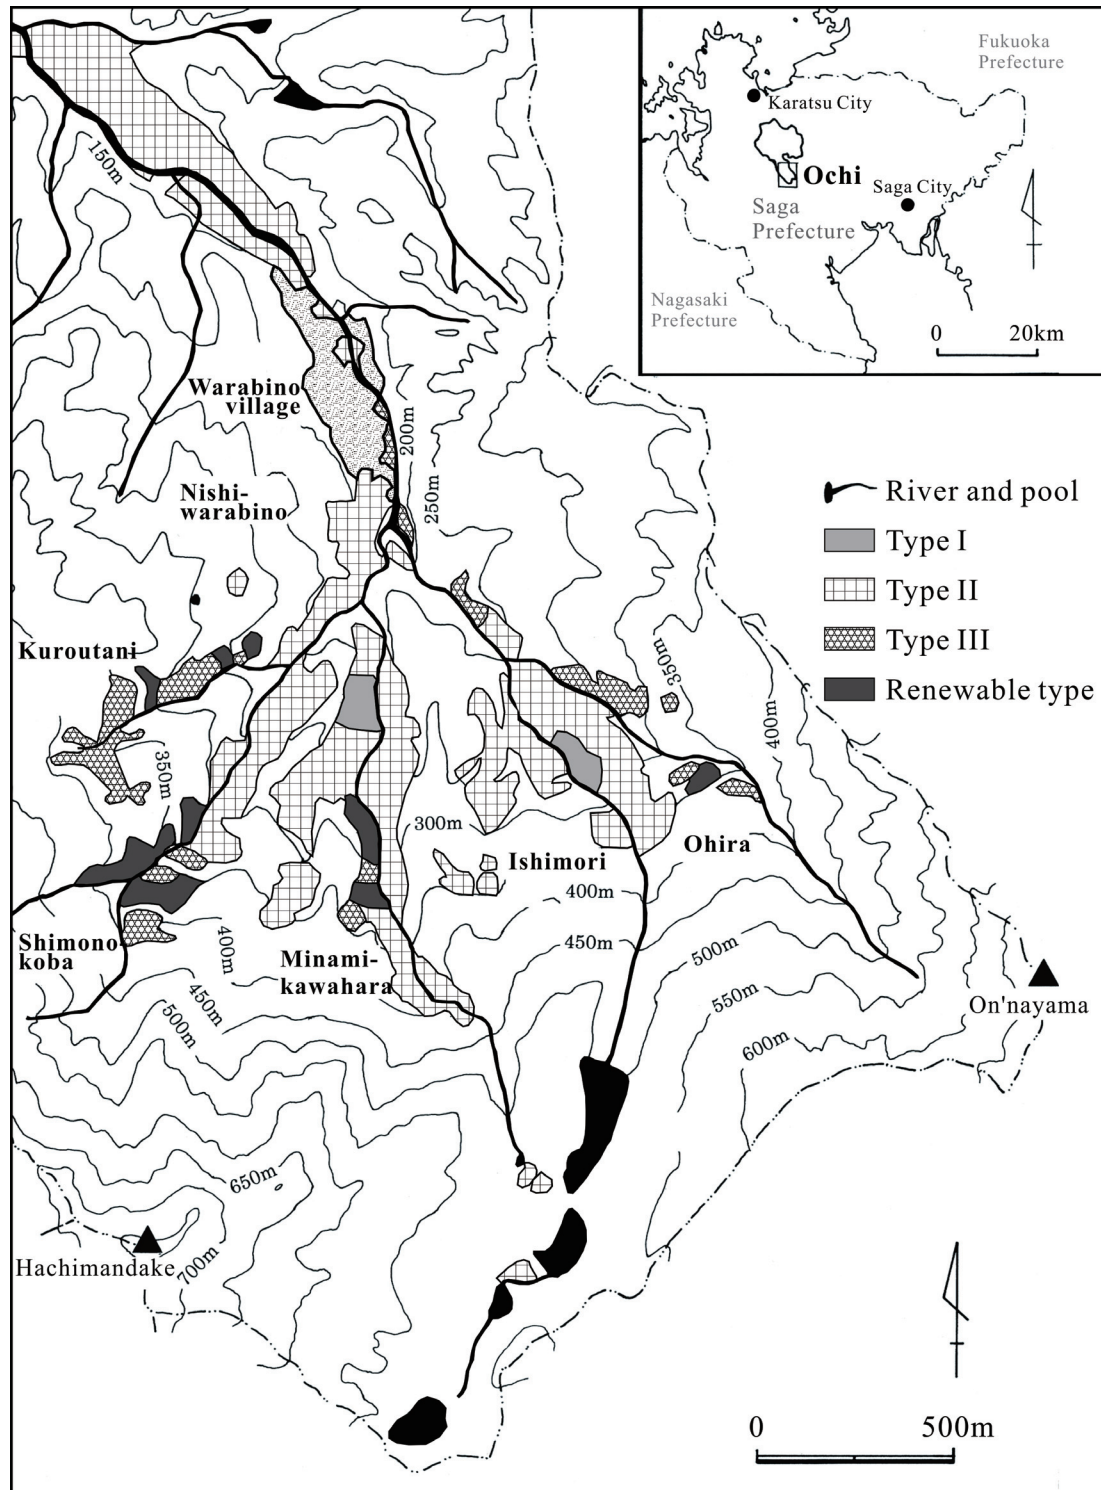 Fukuoka
Prefecture
Karatsu City
Ochi
Saga City
Saga
Prefecture
Nagasaki
Prefecture
0 20km
150m
Warabino
village
200m
250m
Nishi-
warabino
River and pool
Type I
Type II
Type III
Renewable type
Kuroutani
350m
400m
350m
300m
Ishimori
Ohira
400m
450m
Shimono
koba
400m
Minami-
kawahara
500m
450m
500m
550m
600m
On'nayama
650m
700m
Hachimandake
0 500m